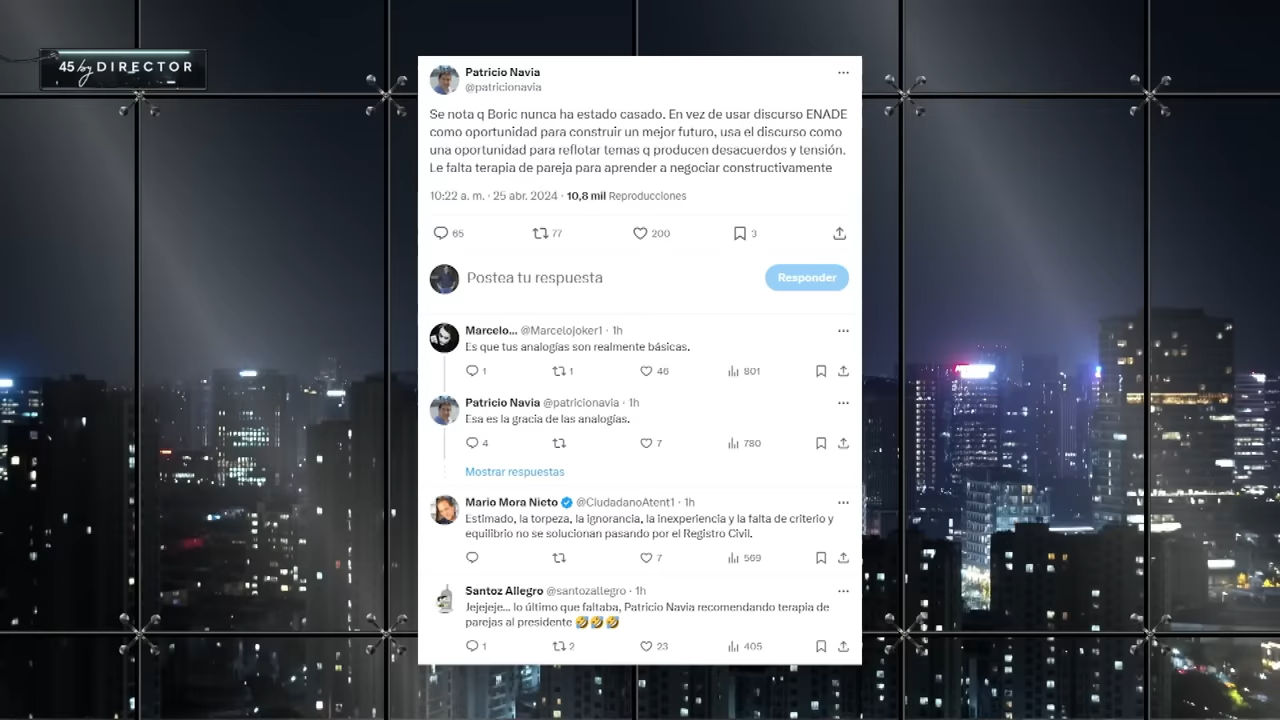 45 by DIRECTOR
Patricio Navia
@patricionavia
Se nota q Boric nunca ha estado casado. En vez de usar discurso ENADE
como oportunidad para construir un mejor futuro, usa el discurso como
una oportunidad para reflotar temas q producen desacuerdos y tensión.
Le falta terapia de pareja para aprender a negociar constructivamente
10:22 a. m. · 25 abr. 2024 · 10,8 mil Reproducciones
65 77 200 3
Postea tu respuesta
Responder
Marcelo... @Marcelojoker1 · 1h
Es que tus analogías son realmente básicas.
1 1 46 801
Patricio Navia @patricionavia · 1h
Esa es la gracia de las analogías.
4 7 780
Mostrar respuestas
Mario Mora Nieto @CIudadanoAtent1 · 1h
Estimado, la torpeza, la ignorancia, la inexperiencia y la falta de criterio y
equilibrio no se solucionan pasando por el Registro Civil.
7 569
Santoz Allegro @santozallegro · 1h
Jejejeje... lo último que faltaba, Patricio Navia recomendando terapia de
parejas al presidente 🤣🤣🤣
1 2 23 405